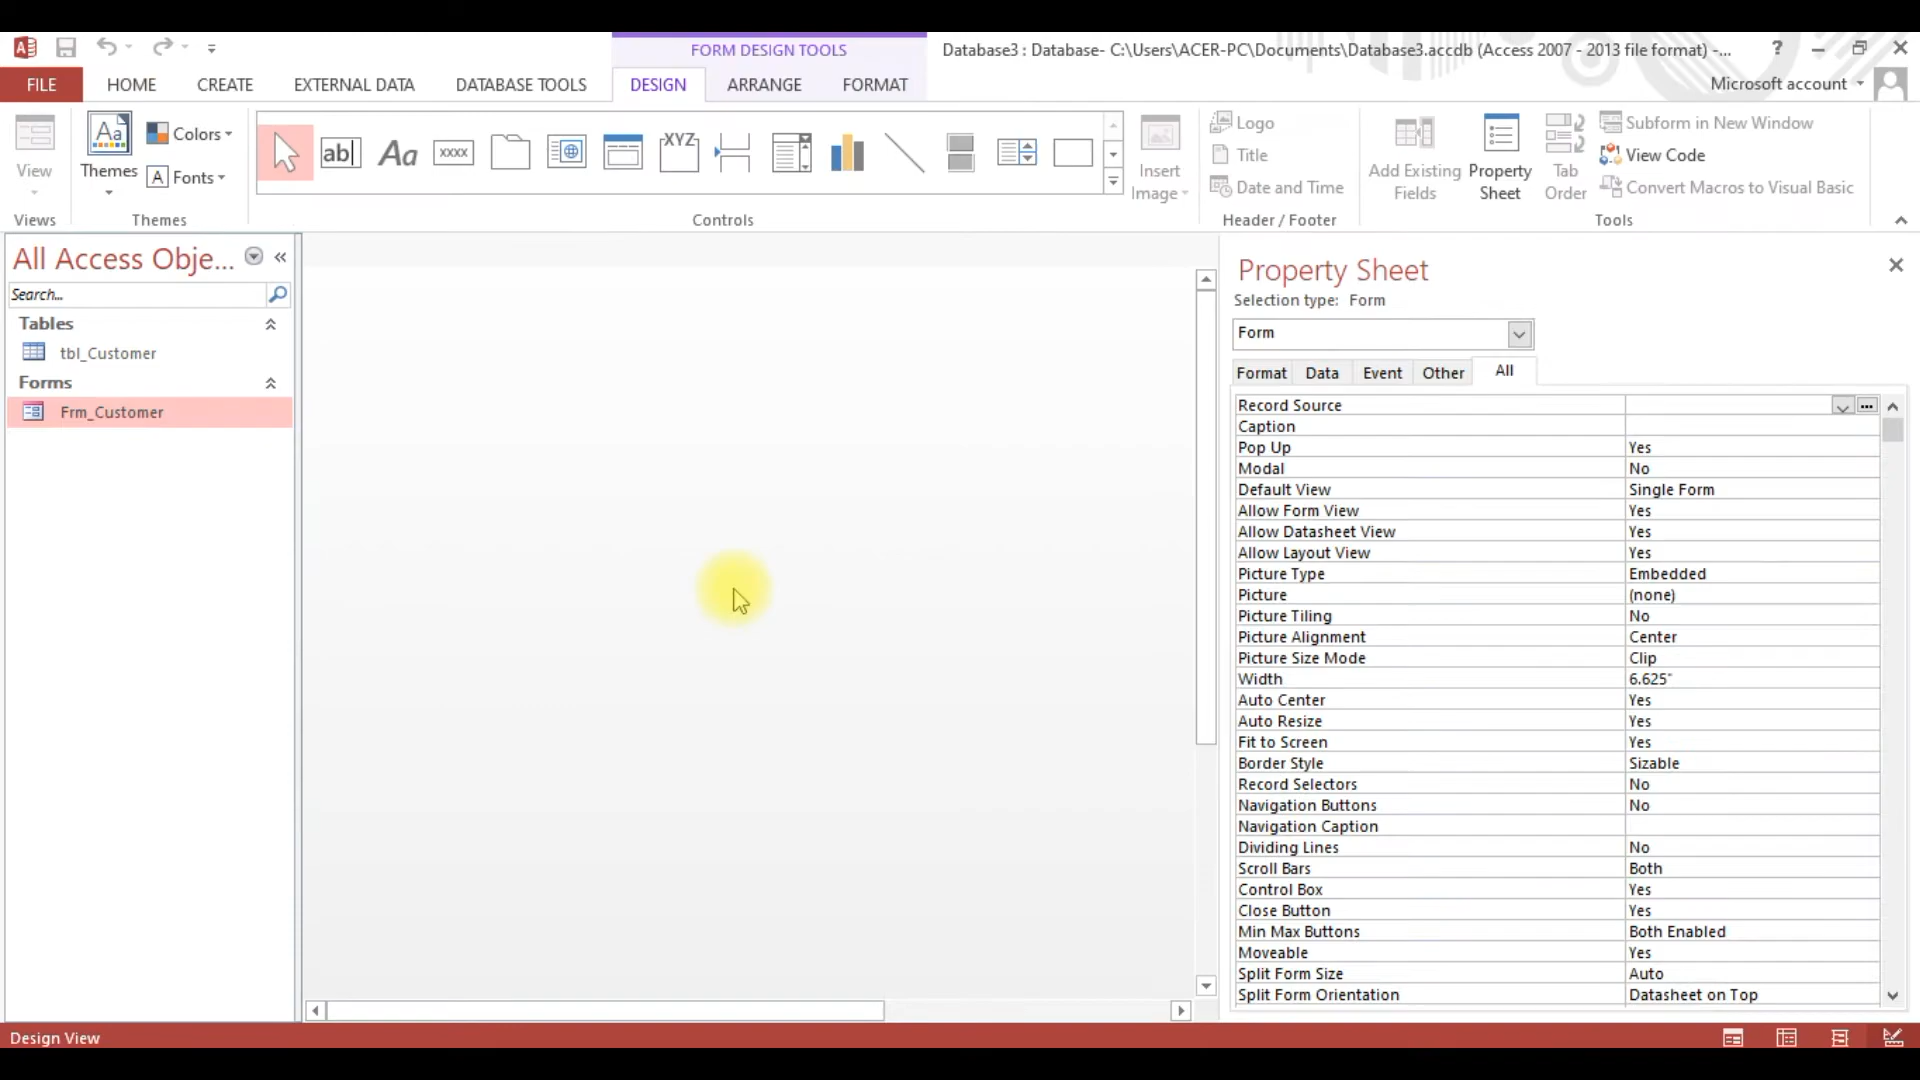 FORM DESIGN TOOLS
Database3 : Database- C:\Users\ACER-PC\Documents\Database3.accdb (Access 2007 - 2013 file format) -...
?
FILE
HOME
CREATE
EXTERNAL DATA
DATABASE TOOLS
DESIGN
ARRANGE
FORMAT
Microsoft account
View
Themes
Colors
Fonts
ab|
Aa
xxxx
XYZ
Insert
Image
Logo
Title
Date and Time
Add Existing
Fields
Property
Sheet
Tab
Order
Subform in New Window
View Code
Convert Macros to Visual Basic
Views
Themes
Controls
Header / Footer
Tools
All Access Obje...
Search...
Tables
tbl_Customer
Forms
Frm_Customer
Property Sheet
Selection type: Form
Form
Format Data Event Other All
Record Source
Caption
Pop Up Yes
Modal No
Default View Single Form
Allow Form View Yes
Allow Datasheet View Yes
Allow Layout View Yes
Picture Type Embedded
Picture (none)
Picture Tiling No
Picture Alignment Center
Picture Size Mode Clip
Width 6.625"
Auto Center Yes
Auto Resize Yes
Fit to Screen Yes
Border Style Sizable
Record Selectors No
Navigation Buttons No
Navigation Caption
Dividing Lines No
Scroll Bars Both
Control Box Yes
Close Button Yes
Min Max Buttons Both Enabled
Moveable Yes
Split Form Size Auto
Split Form Orientation Datasheet on Top
Design View